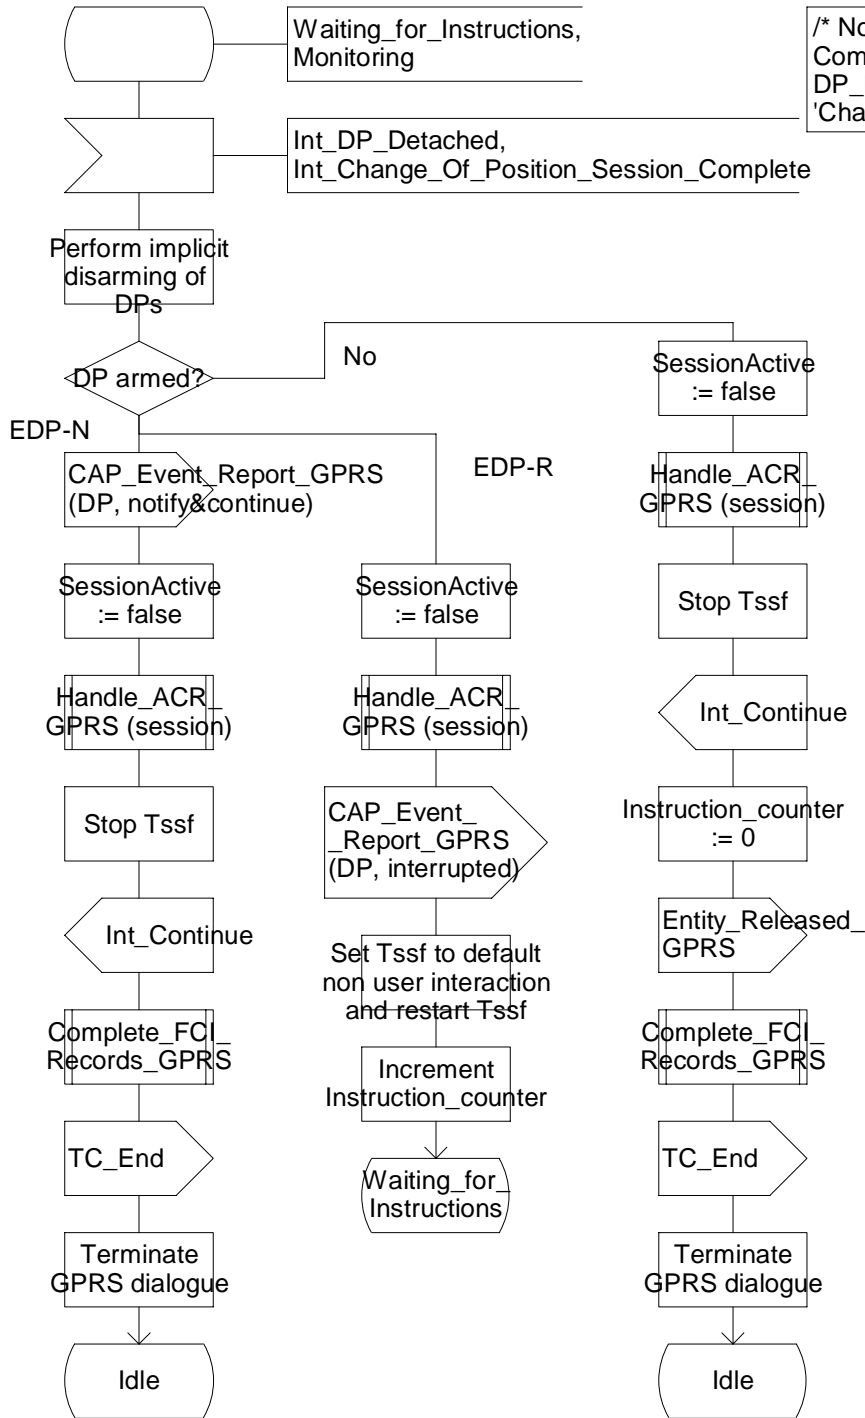 Waiting_for_Instructions,
Monitoring
/* No
Com
DP_
'Cha
Int_DP_Detached,
Int_Change_Of_Position_Session_Complete
Perform implicit
disarming of
DPs
DP armed?
No
EDP-N
EDP-R
CAP_Event_Report_GPRS
(DP, notify&continue)
SessionActive
:= false
Handle_ACR_
GPRS (session)
Stop Tssf
Int_Continue
Complete_FCI_
Records_GPRS
TC_End
Terminate
GPRS dialogue
Idle
SessionActive
:= false
Handle_ACR_
GPRS (session)
CAP_Event_
_Report_GPRS
(DP, interrupted)
Set Tssf to default
non user interaction
and restart Tssf
Increment
Instruction_counter
Waiting_for_
Instructions
SessionActive
:= false
Handle_ACR_
GPRS (session)
Stop Tssf
Int_Continue
Instruction_counter
:= 0
Entity_Released_
GPRS
Complete_FCI_
Records_GPRS
TC_End
Terminate
GPRS dialogue
Idle